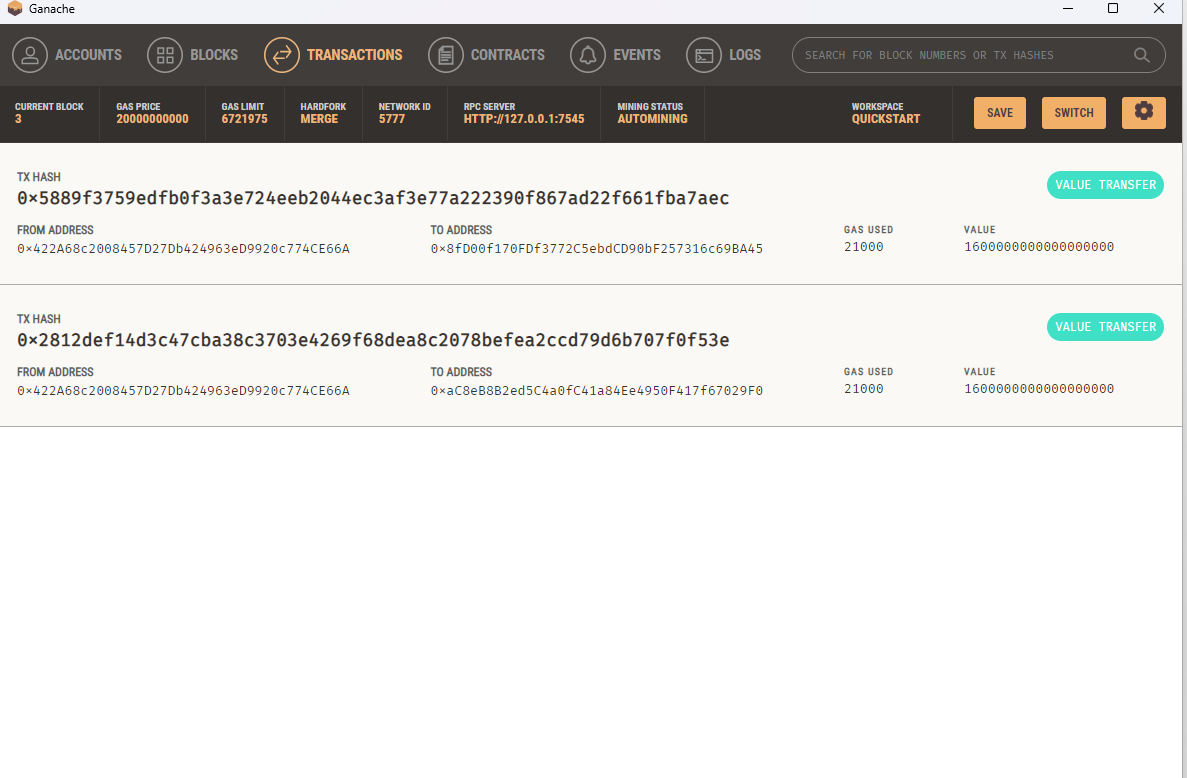 Ganache
ACCOUNTS BLOCKS TRANSACTIONS CONTRACTS EVENTS LOGS SEARCH FOR BLOCK NUMBERS OR TX HASHES
CURRENT BLOCK GAS PRICE GAS LIMIT HARDFORK NETWORK ID RPC SERVER MINING STATUS WORKSPACE
3 20000000000 6721975 MERGE 5777 HTTP://127.0.0.1:7545 AUTOMINING QUICKSTART SAVE SWITCH
TX HASH
0×5889f3759edfb0f3a3e724eeb2044ec3af3e77a222390f867ad22f661fba7aec VALUE TRANSFER
FROM ADDRESS TO ADDRESS GAS USED VALUE
0×422A68c2008457D27Db424963eD9920c774CE66A 0×8fD00f170FDf3772C5ebdCD90bF257316c69BA45 21000 1600000000000000000
TX HASH
0×2812def14d3c47cba38c3703e4269f68dea8c2078befea2ccd79d6b707f0f53e VALUE TRANSFER
FROM ADDRESS TO ADDRESS GAS USED VALUE
0×422A68c2008457D27Db424963eD9920c774CE66A 0×aC8eB8B2ed5C4a0fC41a84Ee4950F417f67029F0 21000 1600000000000000000